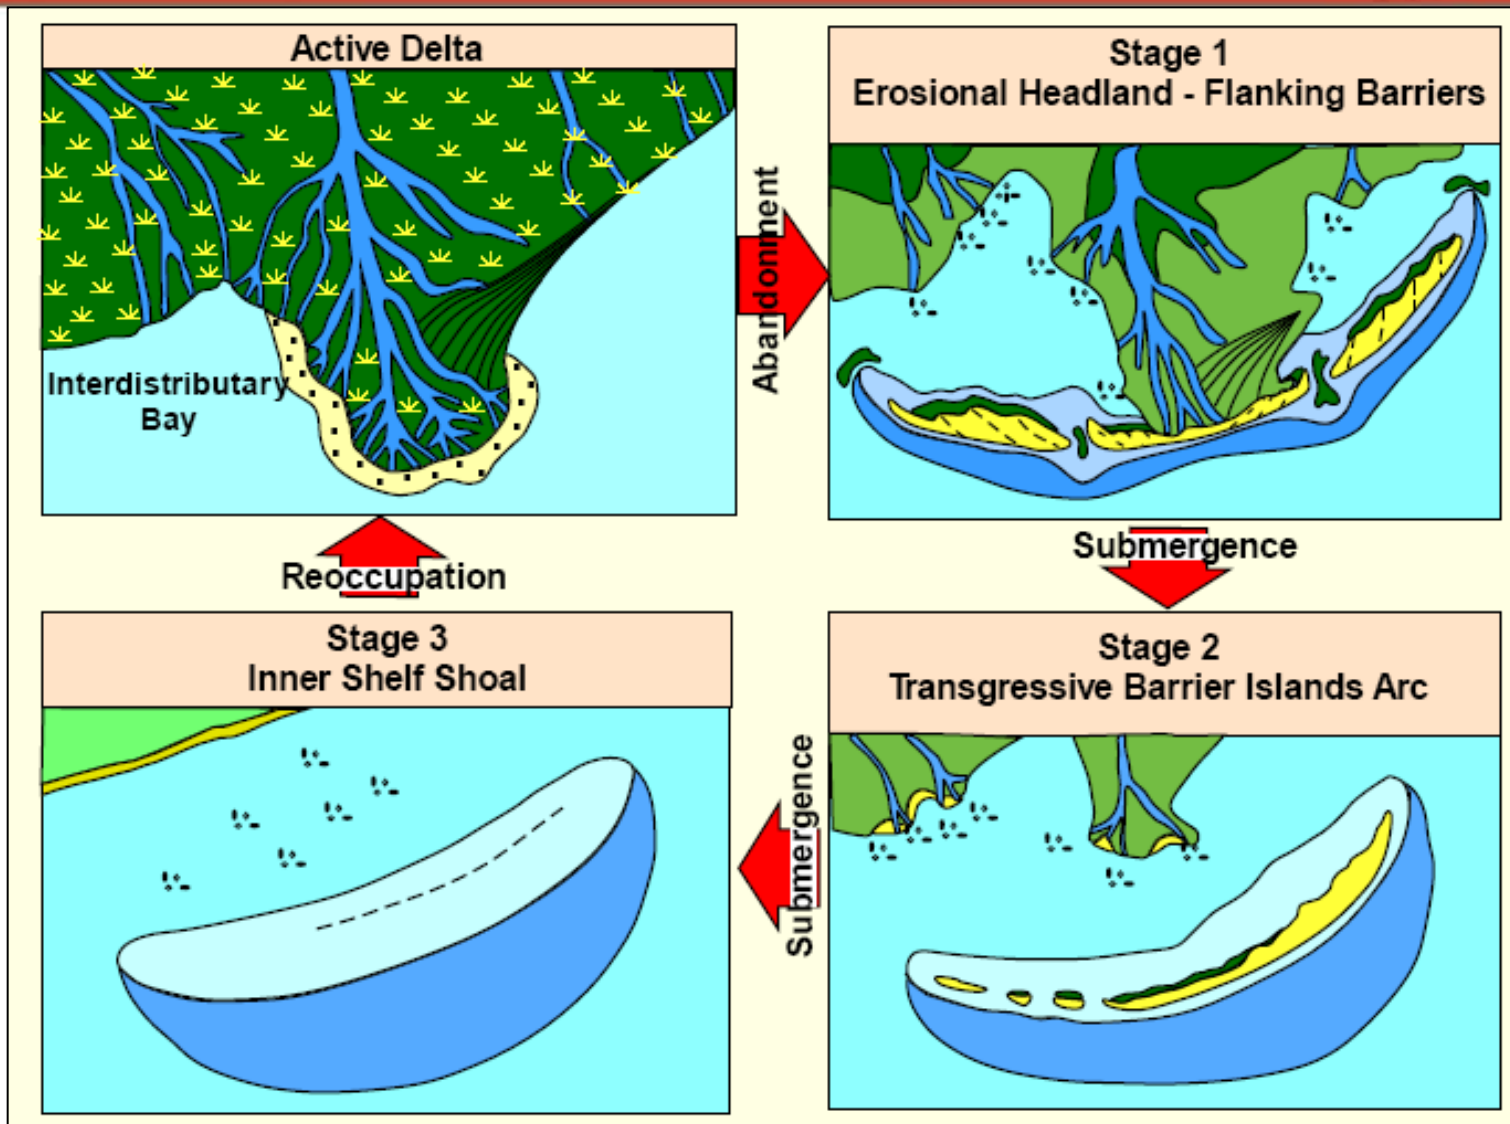 Active Delta
Interdistributary
Bay
Abandonment
Stage 1
Erosional Headland - Flanking Barriers
Submergence
Stage 2
Transgressive Barrier Islands Arc
Submergence
Stage 3
Inner Shelf Shoal
Reoccupation